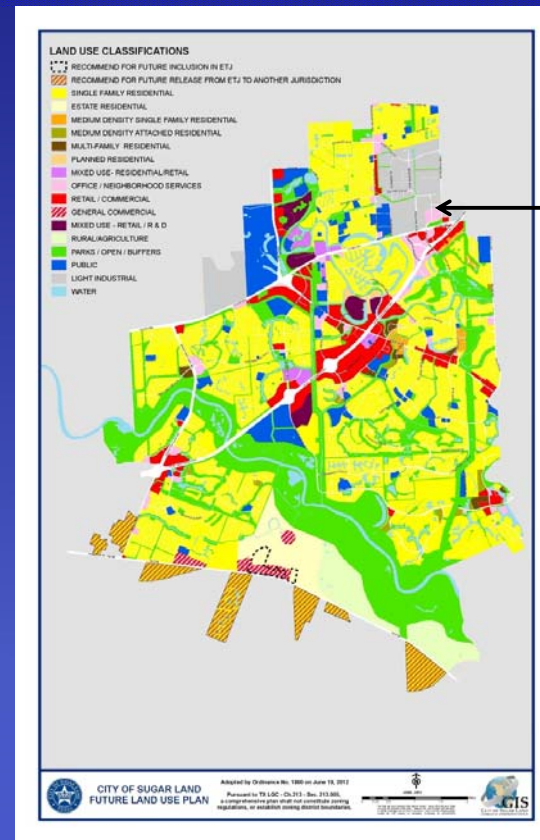 LAND USE CLASSIFICATIONS
RECOMMEND FOR FUTURE INCLUSION IN ETJ
RECOMMEND FOR FUTURE RELEASE FROM ETJ TO ANOTHER JURISDICTION
SINGLE FAMILY RESIDENTIAL
ESTATE RESIDENTIAL
MEDIUM DENSITY SINGLE FAMILY RESIDENTIAL
MEDIUM DENSITY ATTACHED RESIDENTIAL
MULTI-FAMILY RESIDENTIAL
PLANNED RESIDENTIAL
MIXED USE- RESIDENTIAL/RETAIL
OFFICE / NEIGHBORHOOD SERVICES
RETAIL / COMMERCIAL
GENERAL COMMERCIAL
MIXED USE - RETAIL / R & D
RURAL/AGRICULTURE
PARKS / OPEN / BUFFERS
PUBLIC
LIGHT INDUSTRIAL
WATER
CITY OF SUGAR LAND
FUTURE LAND USE PLAN
Adopted by Ordinance No. 1860 on June 19, 2012
Pursuant to TX LGC - Ch.213 - Sec. 213.005,
a comprehensive plan shall not constitute zoning
regulations, or establish zoning district boundaries.
GIS